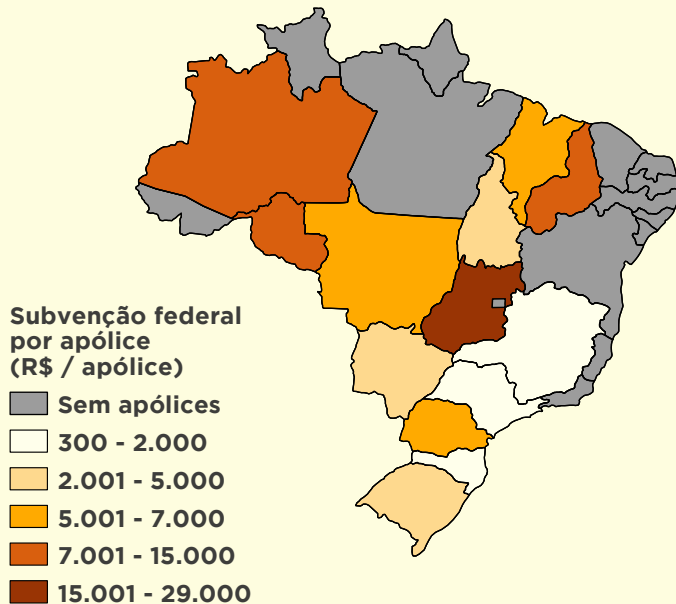 Subvenção federal
por apólice
(R$ / apólice)
Sem apólices
300 - 2.000
2.001 - 5.000
5.001 - 7.000
7.001 - 15.000
15.001 - 29.000